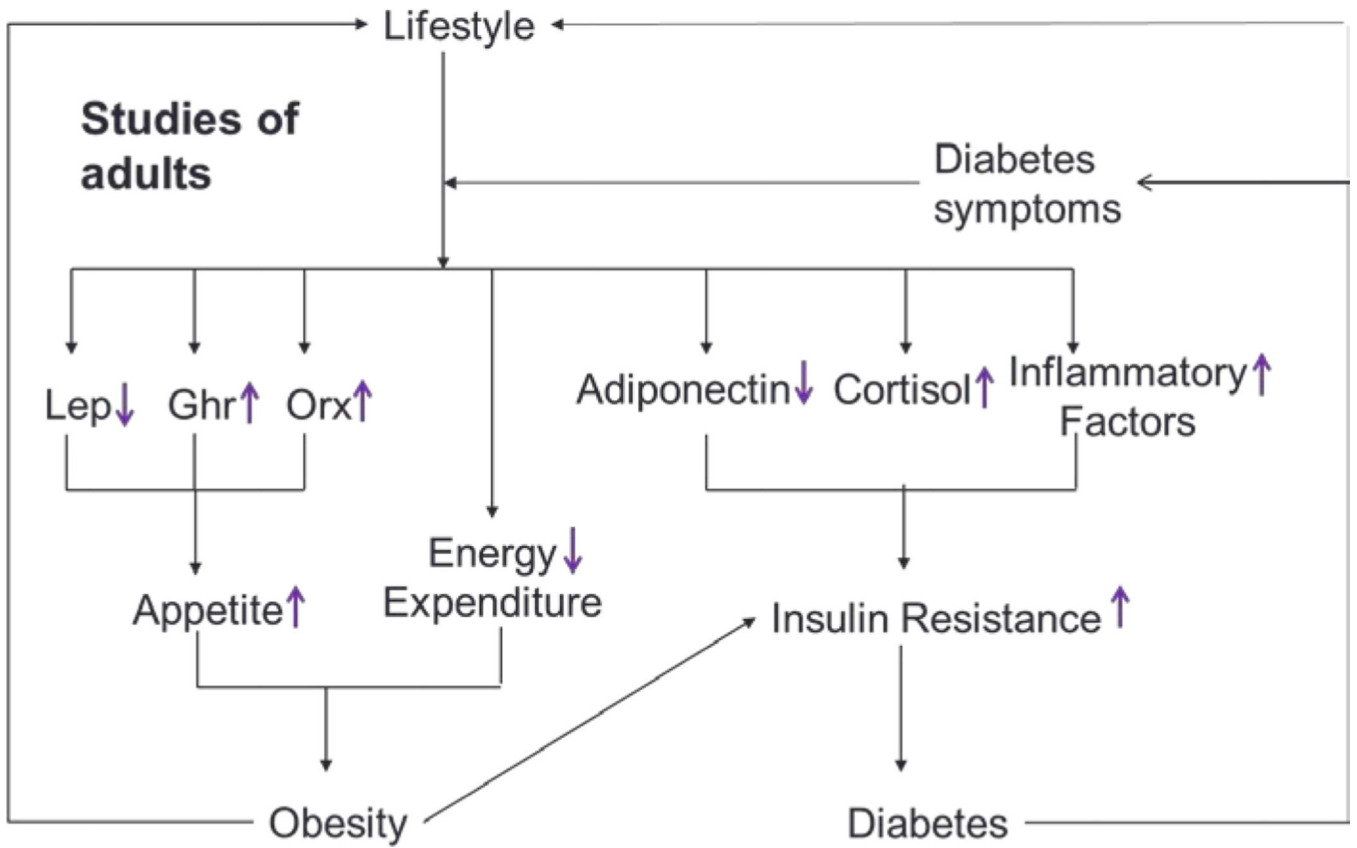 Lifestyle
Studies of
adults
Diabetes
symptoms
Lep↓ Ghr↑ Orx↑
Adiponectin↓ Cortisol↑ Inflammatory↑
Factors
Energy↓
Expenditure
Appetite↑
Insulin Resistance↑
Obesity
Diabetes